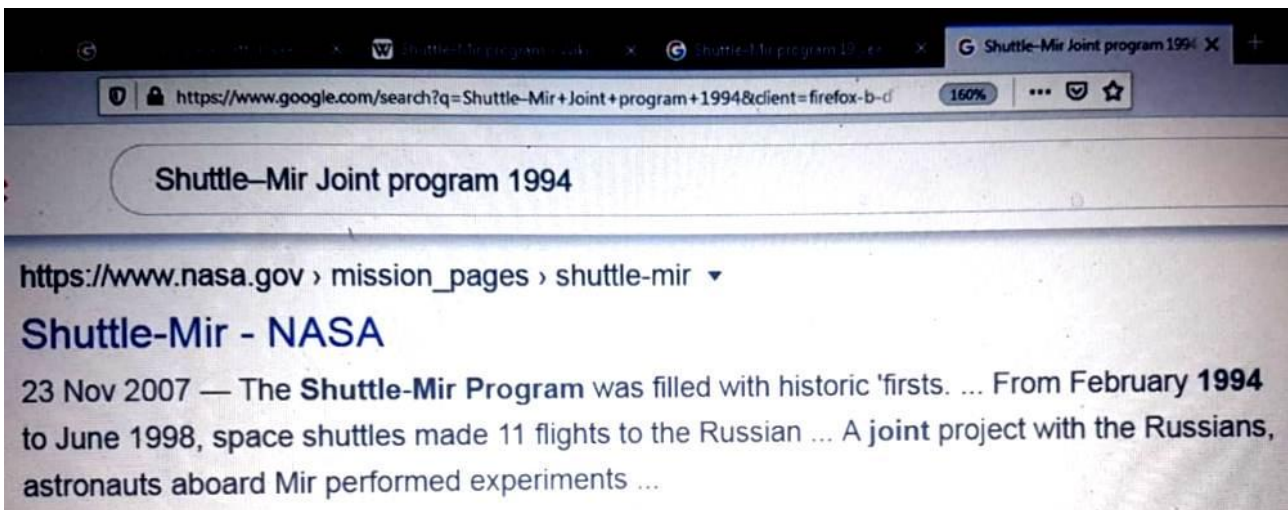 Shuttle-Mir Joint program 1994
https://www.google.com/search?q=Shuttle–Mir+Joint+program+1994&client=firefox-b-d
160%
Shuttle–Mir Joint program 1994
https://www.nasa.gov › mission_pages › shuttle-mir
Shuttle-Mir - NASA
23 Nov 2007 — The Shuttle-Mir Program was filled with historic 'firsts. ... From February 1994
to June 1998, space shuttles made 11 flights to the Russian ... A joint project with the Russians,
astronauts aboard Mir performed experiments ...